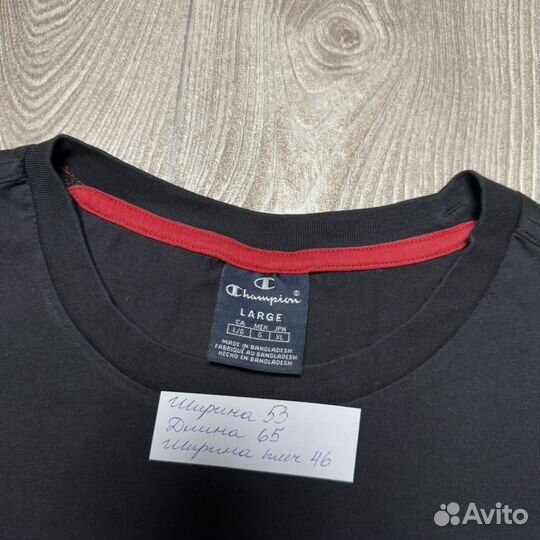 Champion®
LARGE
CA MEX JPN
L/G G XL
MADE IN BANGLADESH
FABRIQUÉ AU BANGLADESH
HECHO EN BANGLADESH
Ширина 53
Длина 65
Ширина плеч 46
Avito